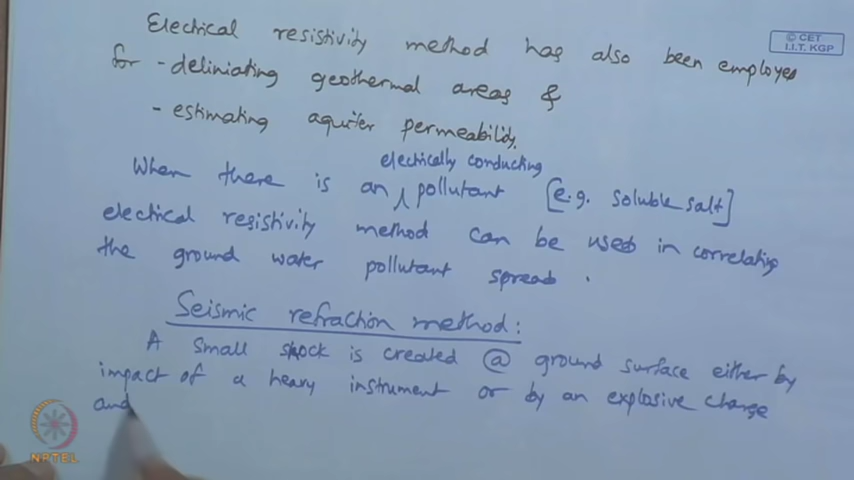 © CET
I.I.T. KGP
Electrical resistivity method has also been employed
for - deliniating geothermal areas &
- estimating aquifer permeability.
electrically conducting
When there is an pollutant [e.g. soluble salt]
electrical resistivity method can be used in correlating
the ground water pollutant spread.
Seismic refraction method:
A small shock is created @ ground surface either by
impact of a heavy instrument or by an explosive charge
and
NPTEL